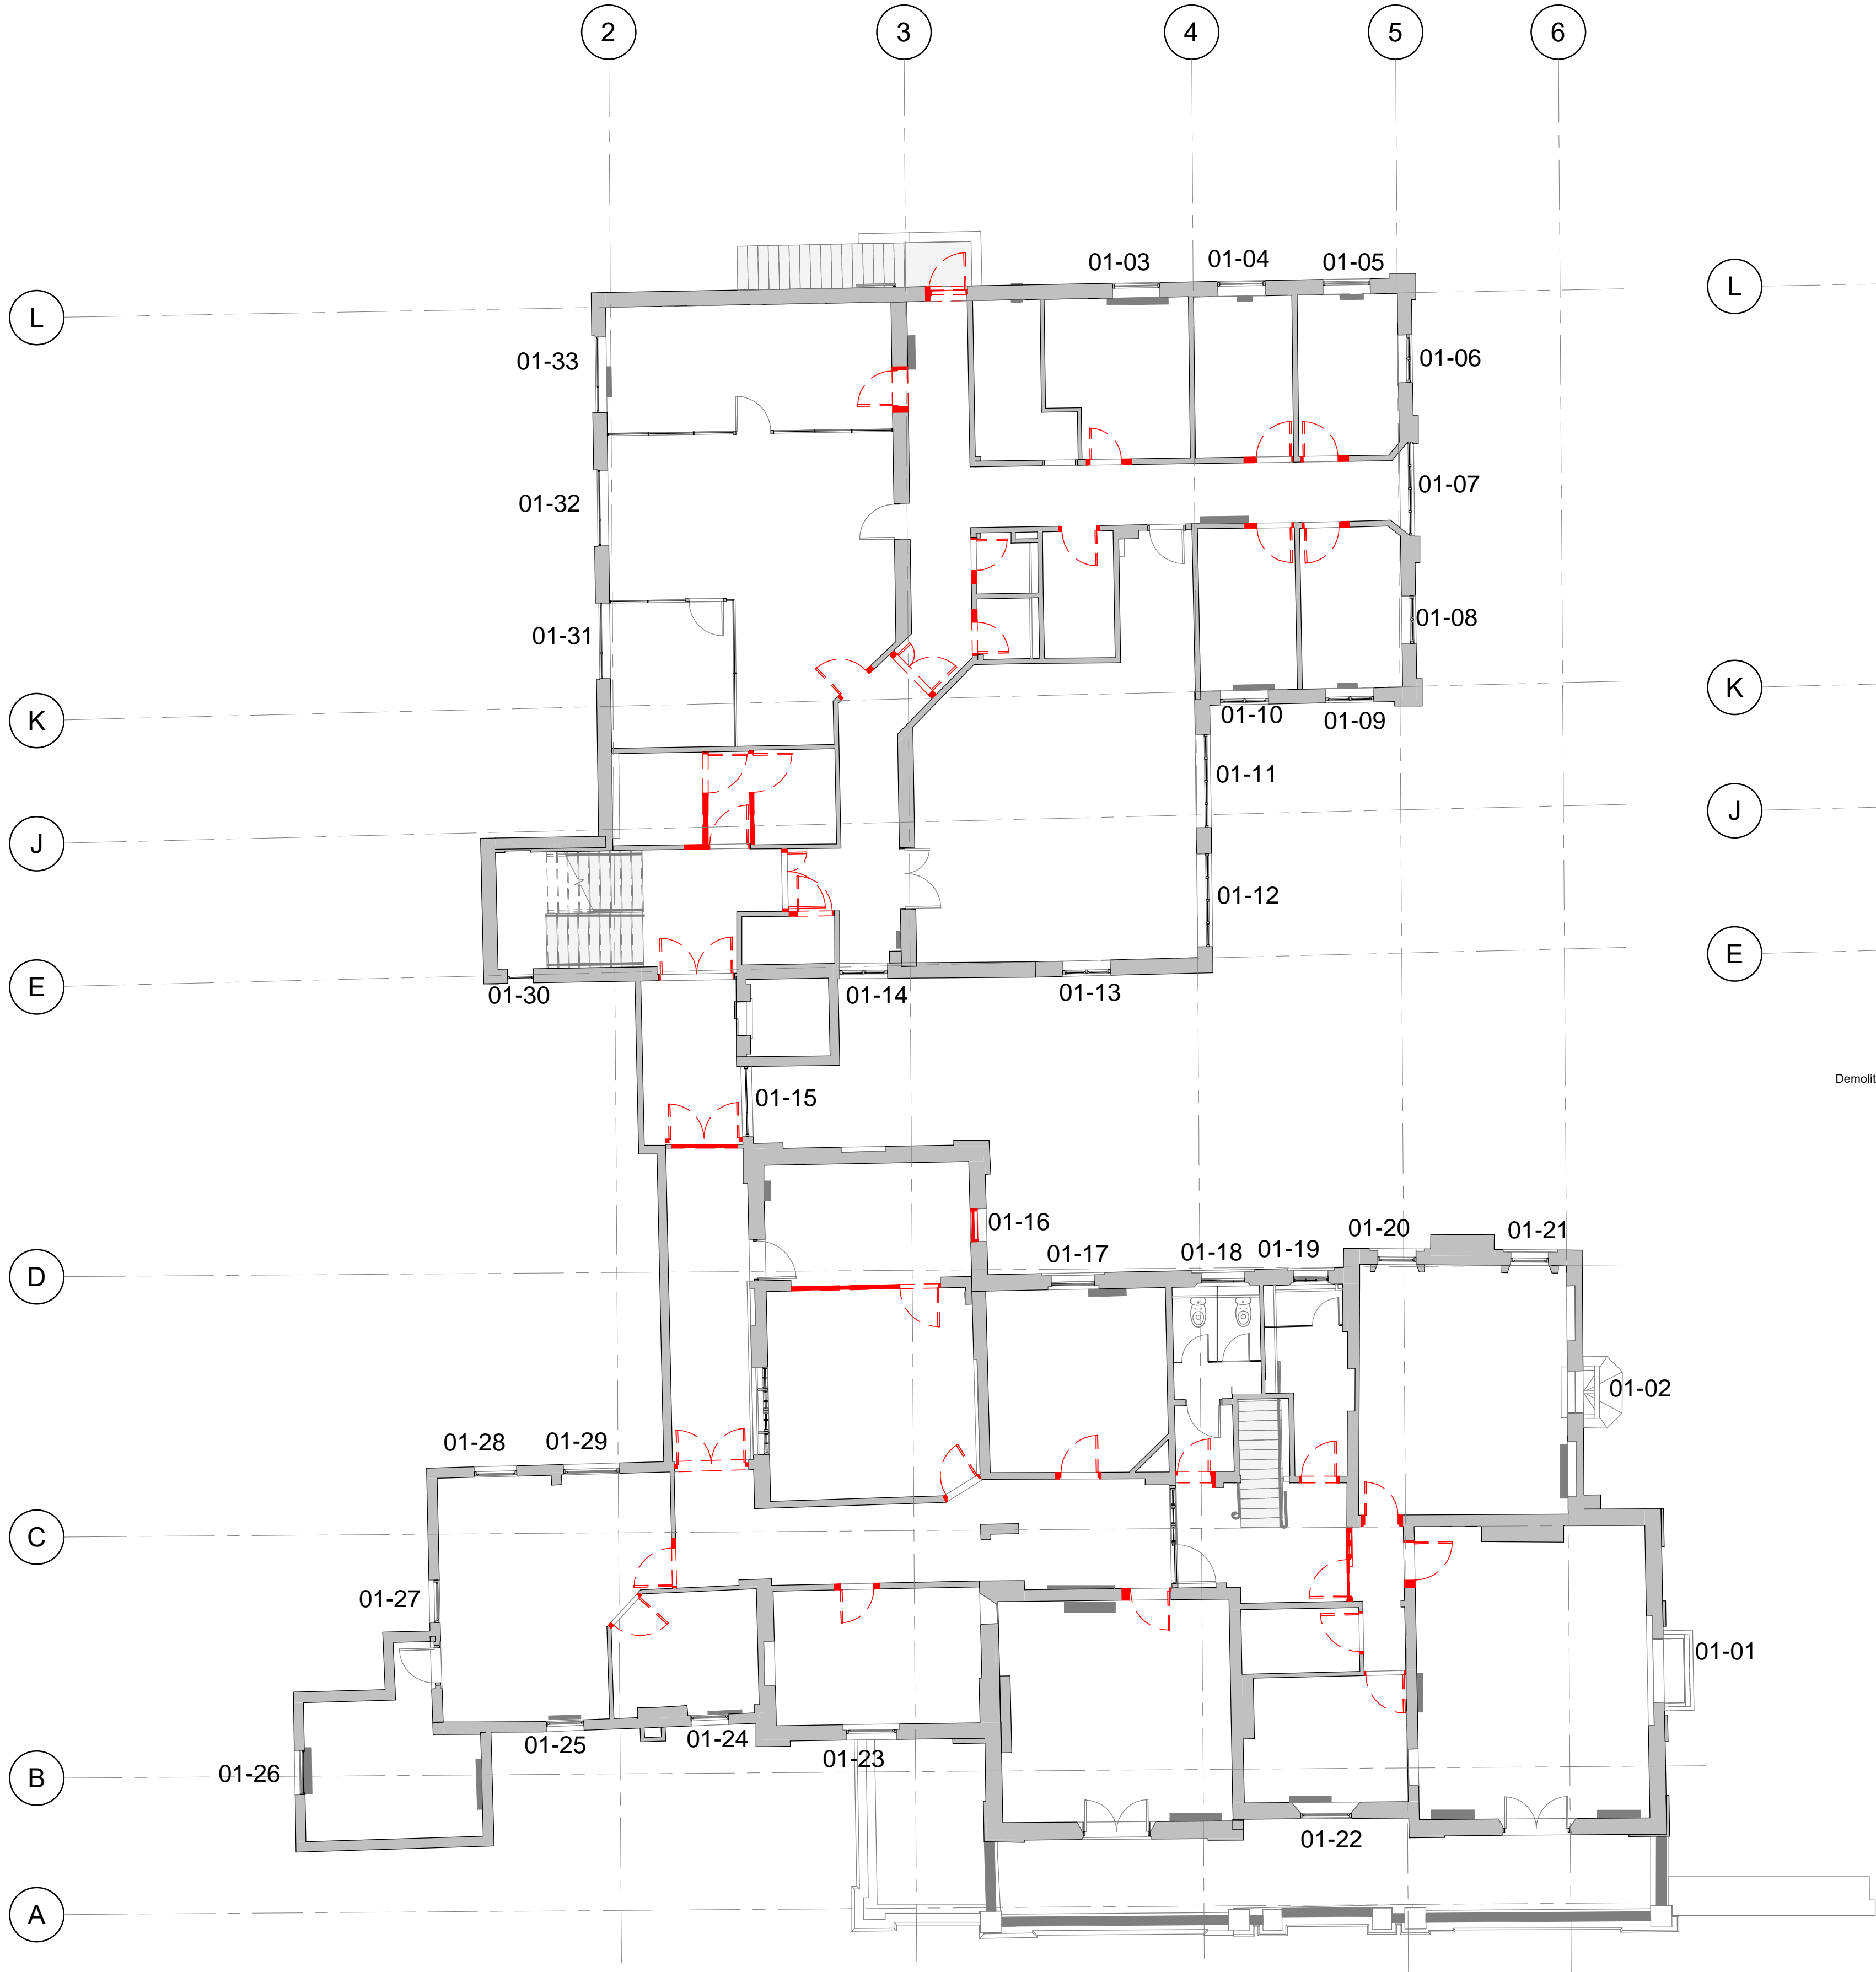 2 3 4 5 6
01-03 01-04 01-05
L L
01-33 01-06
01-32 01-07
01-31 01-08
K K
01-10 01-09
01-11
J J
01-12
E E
01-30 01-14 01-13
Demolit
01-15
01-16
D 01-17 01-18 01-19 01-20 01-21
01-02
01-28 01-29
C
01-27
01-01
01-25 01-24 01-23
B 01-26
01-22
A